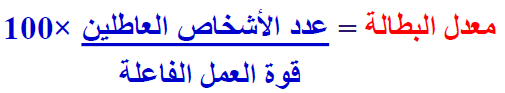 معدل البطالة = عدد الأشخاص العاطلين ×100
قوة العمل الفاعلة